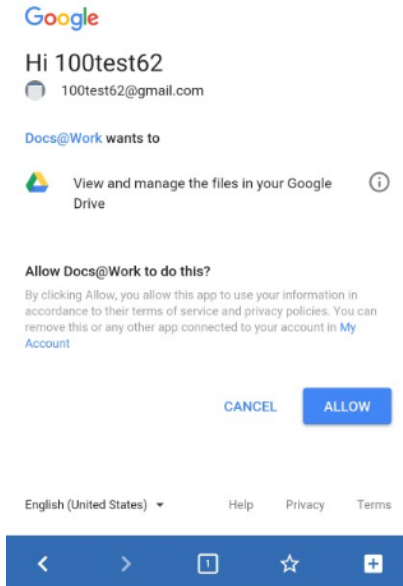 Google
Hi 100test62
100test62@gmail.com
Docs@Work wants to
View and manage the files in your Google
Drive
Allow Docs@Work to do this?
By clicking Allow, you allow this app to use your information in
accordance to their terms of service and privacy policies. You can
remove this or any other app connected to your account in My
Account
CANCEL ALLOW
English (United States) Help Privacy Terms
1